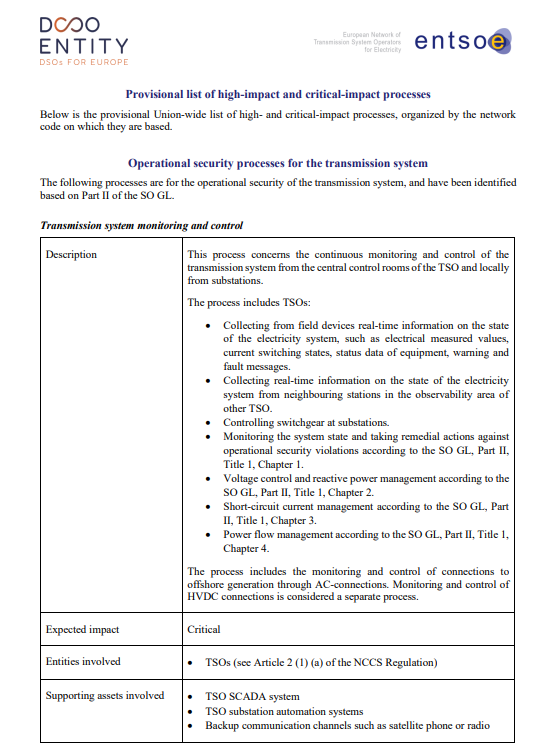 DSO
ENTITY
DSOs FOR EUROPE
European Network of
Transmission System Operators
for Electricity
entsoe
Provisional list of high-impact and critical-impact processes
Below is the provisional Union-wide list of high- and critical-impact processes, organized by the network
code on which they are based.
Operational security processes for the transmission system
The following processes are for the operational security of the transmission system, and have been identified
based on Part II of the SO GL.
Transmission system monitoring and control
Description
This process concerns the continuous monitoring and control of the
transmission system from the central control rooms of the TSO and locally
from substations.
The process includes TSOs:
• Collecting from field devices real-time information on the state
of the electricity system, such as electrical measured values,
current switching states, status data of equipment, warning and
fault messages.
• Collecting real-time information on the state of the electricity
system from neighbouring stations in the observability area of
other TSO.
• Controlling switchgear at substations.
• Monitoring the system state and taking remedial actions against
operational security violations according to the SO GL, Part II,
Title 1, Chapter 1.
• Voltage control and reactive power management according to the
SO GL, Part II, Title 1, Chapter 2.
• Short-circuit current management according to the SO GL, Part
II, Title 1, Chapter 3.
• Power flow management according to the SO GL, Part II, Title 1,
Chapter 4.
The process includes the monitoring and control of connections to
offshore generation through AC-connections. Monitoring and control of
HVDC connections is considered a separate process.
Expected impact
Critical
Entities involved
• TSOs (see Article 2 (1) (a) of the NCCS Regulation)
Supporting assets involved
• TSO SCADA system
• TSO substation automation systems
• Backup communication channels such as satellite phone or radio